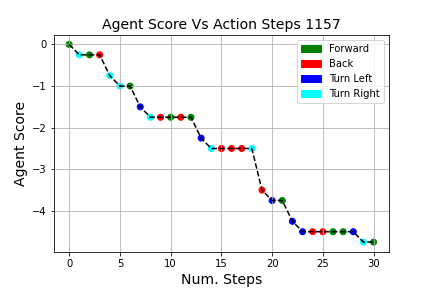 Agent Score Vs Action Steps 1157
Forward
Back
Turn Left
Turn Right
Agent Score
0
−1
−2
−3
−4
0 5 10 15 20 25 30
Num. Steps